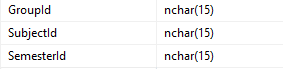 GroupId nchar(15)
SubjectId nchar(15)
SemesterId nchar(15)